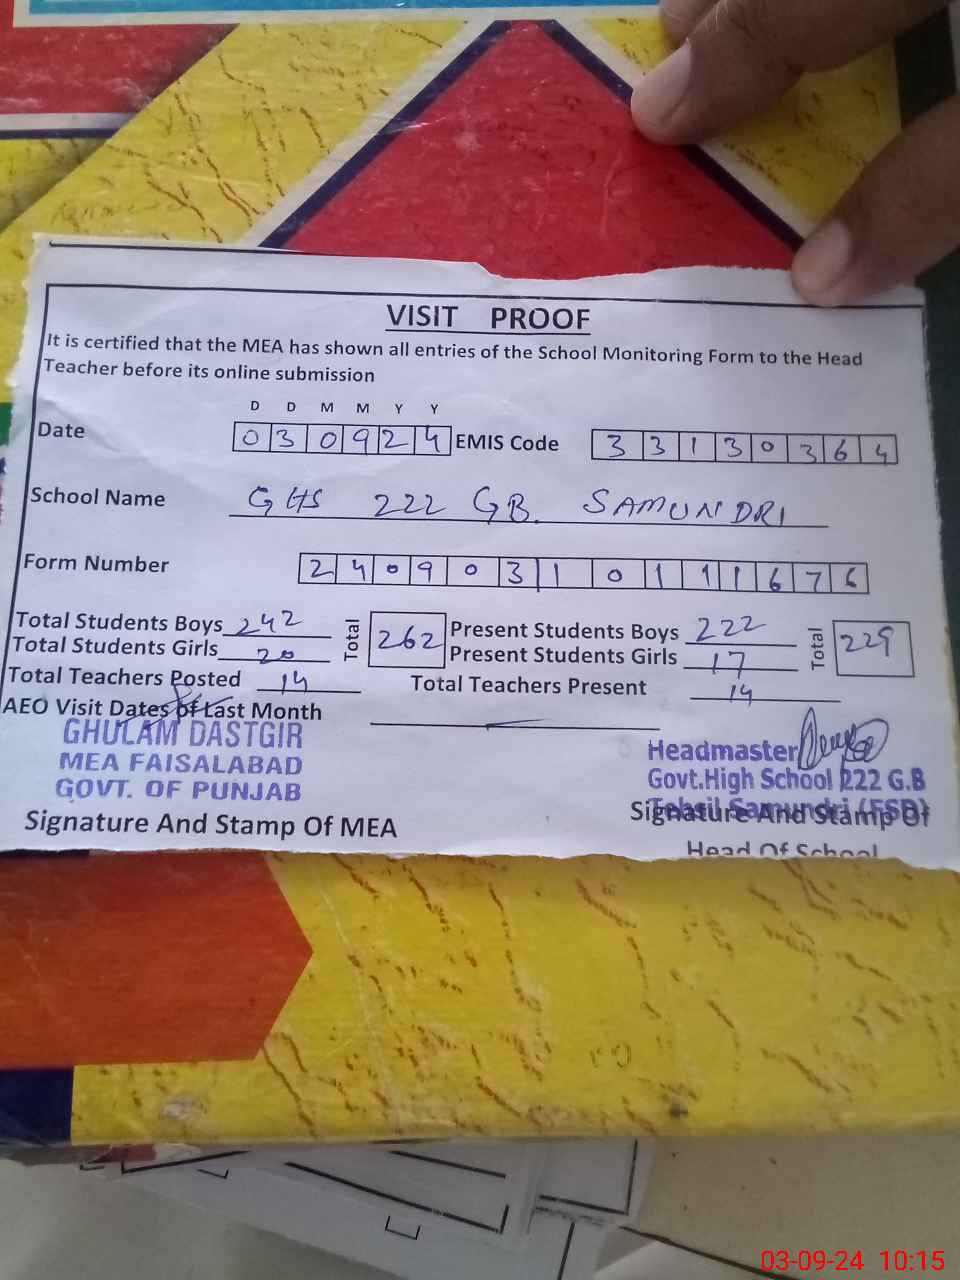 VISIT PROOF
It is certified that the MEA has shown all entries of the School Monitoring Form to the Head
Teacher before its online submission
D D M M Y Y
Date 0 3 0 9 2 4 EMIS Code 3 3 1 3 0 3 6 4
School Name GHS 222 GB. SAMUNDRI
Form Number 2 4 0 9 0 3 1 0 1 1 1 6 7 6
Total Students Boys 242 Total 262 Present Students Boys 222 Total 229
Total Students Girls 20 Present Students Girls 17
Total Teachers Posted 14 Total Teachers Present 14
AEO Visit Dates of Last Month
GHULAM DASTGIR
MEA FAISALABAD
GOVT. OF PUNJAB
Signature And Stamp Of MEA
Headmaster
Govt.High School 222 G.B
Tehsil Samundri (FSD)
Signature And Stamp Of
Head Of School
03-09-24 10:15